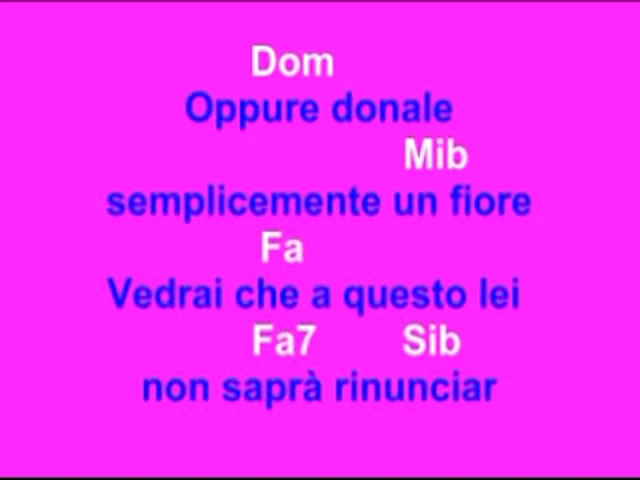 Dom
Oppure donale
Mib
semplicemente un fiore
Fa
Vedrai che a questo lei
Fa7 Sib
non saprà rinunciar